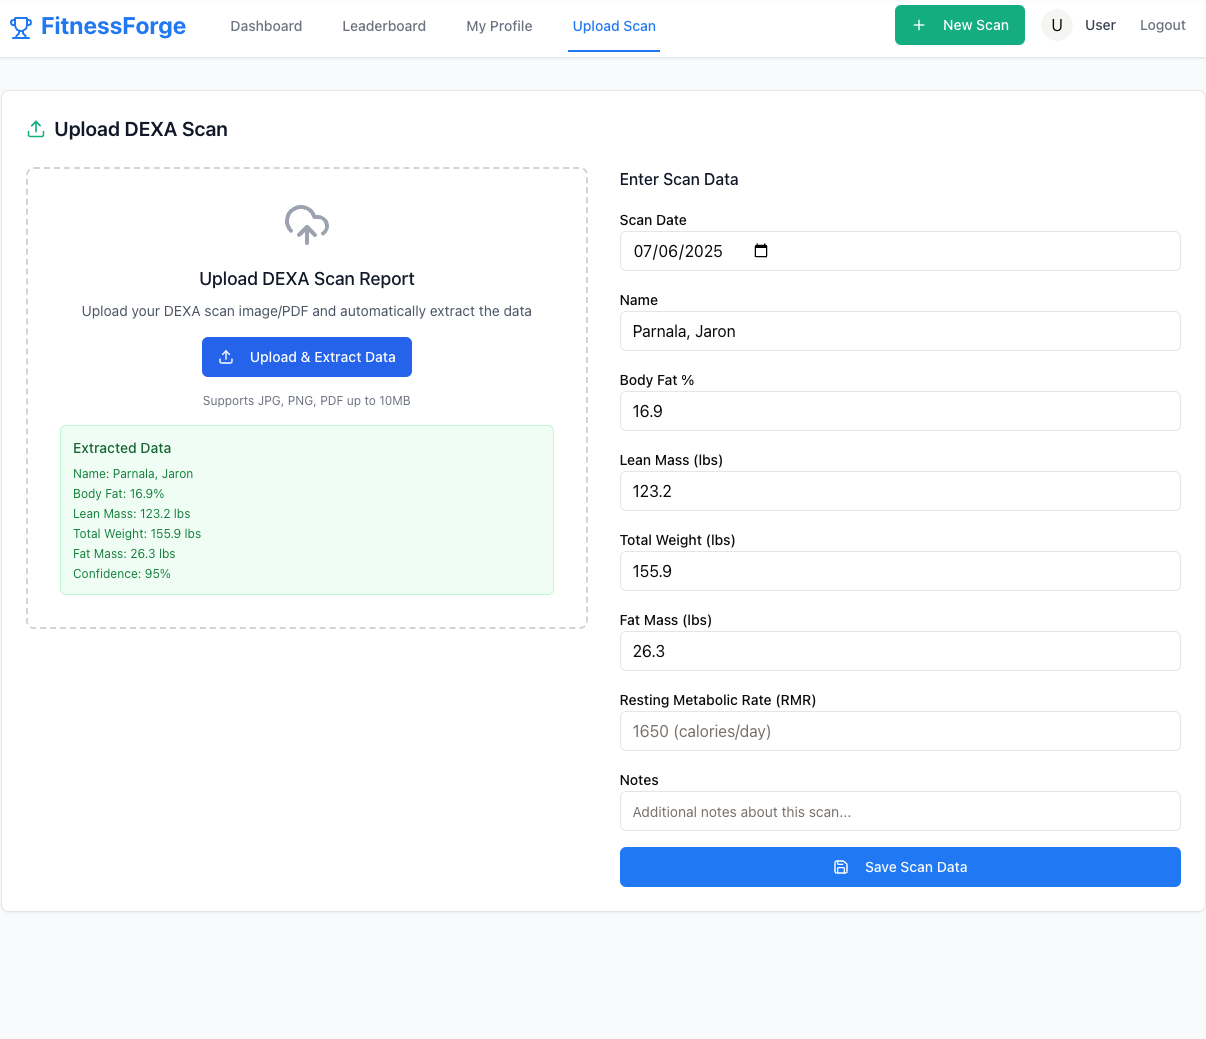 FitnessForge
Dashboard
Leaderboard
My Profile
Upload Scan
+ New Scan
U
User
Logout
Upload DEXA Scan
Upload DEXA Scan Report
Upload your DEXA scan image/PDF and automatically extract the data
Upload & Extract Data
Supports JPG, PNG, PDF up to 10MB
Extracted Data
Name: Parnala, Jaron
Body Fat: 16.9%
Lean Mass: 123.2 lbs
Total Weight: 155.9 lbs
Fat Mass: 26.3 lbs
Confidence: 95%
Enter Scan Data
Scan Date
07/06/2025
Name
Parnala, Jaron
Body Fat %
16.9
Lean Mass (lbs)
123.2
Total Weight (lbs)
155.9
Fat Mass (lbs)
26.3
Resting Metabolic Rate (RMR)
1650 (calories/day)
Notes
Additional notes about this scan...
Save Scan Data